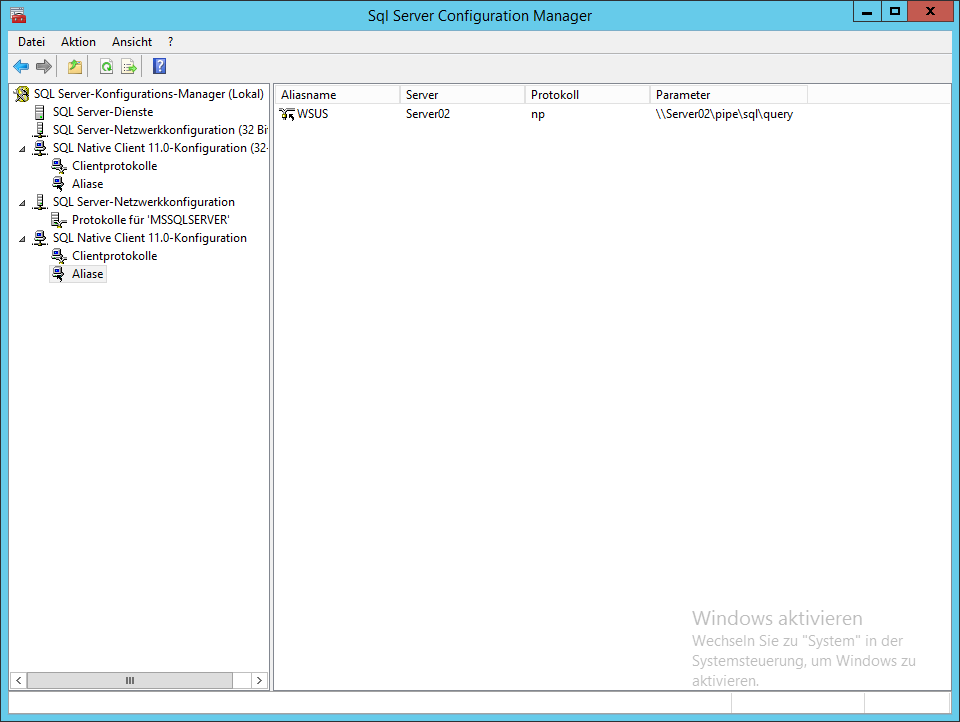 Sql Server Configuration Manager
Datei Aktion Ansicht ?
SQL Server-Konfigurations-Manager (Lokal)
SQL Server-Dienste
SQL Server-Netzwerkkonfiguration (32 Bi
SQL Native Client 11.0-Konfiguration (32-
Clientprotokolle
Aliase
SQL Server-Netzwerkkonfiguration
Protokolle für 'MSSQLSERVER'
SQL Native Client 11.0-Konfiguration
Clientprotokolle
Aliase
Aliasname Server Protokoll Parameter
WSUS Server02 np \\Server02\pipe\sql\query
Windows aktivieren
Wechseln Sie zu "System" in der
Systemsteuerung, um Windows zu
aktivieren.